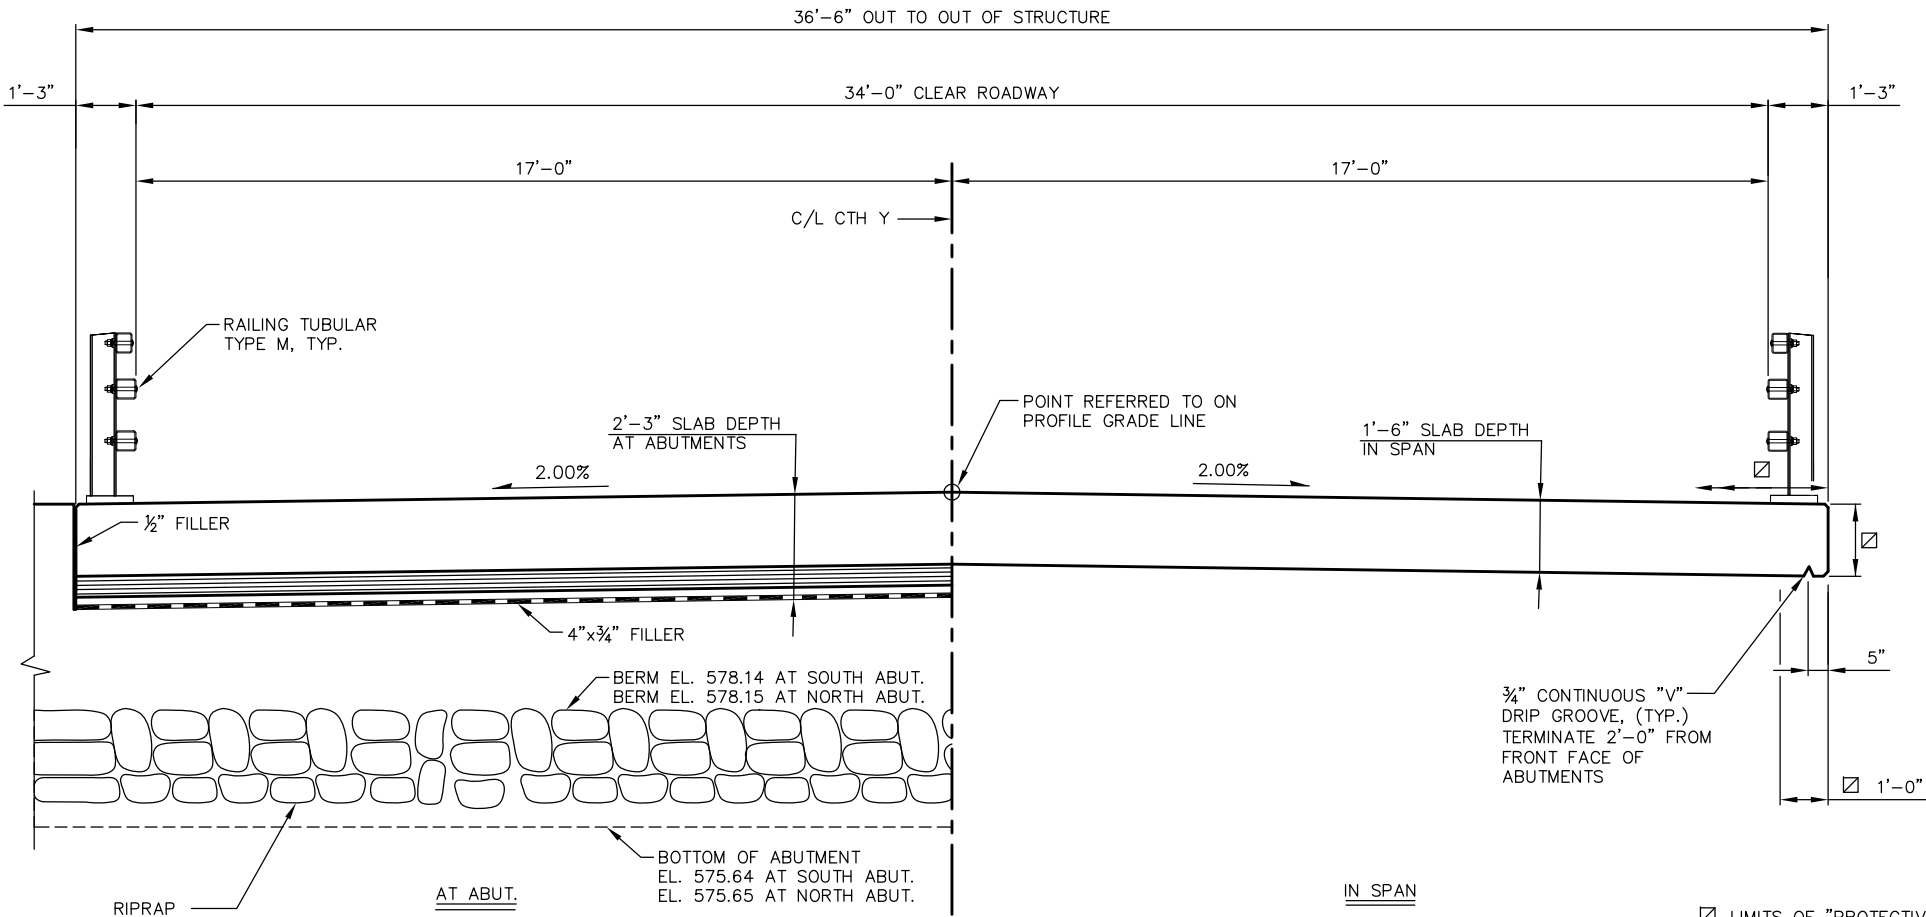 36'-6" OUT TO OUT OF STRUCTURE
1'-3"
34'-0" CLEAR ROADWAY
1'-3"
17'-0"
17'-0"
C/L CTH Y
RAILING TUBULAR
TYPE M, TYP.
POINT REFERRED TO ON
PROFILE GRADE LINE
2'-3" SLAB DEPTH
AT ABUTMENTS
1'-6" SLAB DEPTH
IN SPAN
2.00%
2.00%
½" FILLER
4"x¾" FILLER
BERM EL. 578.14 AT SOUTH ABUT.
BERM EL. 578.15 AT NORTH ABUT.
5"
¾" CONTINUOUS "V"
DRIP GROOVE, (TYP.)
TERMINATE 2'-0" FROM
FRONT FACE OF
ABUTMENTS
1'-0"
BOTTOM OF ABUTMENT
EL. 575.64 AT SOUTH ABUT.
EL. 575.65 AT NORTH ABUT.
RIPRAP
AT ABUT.
IN SPAN
LIMITS OF "PROTECTIV